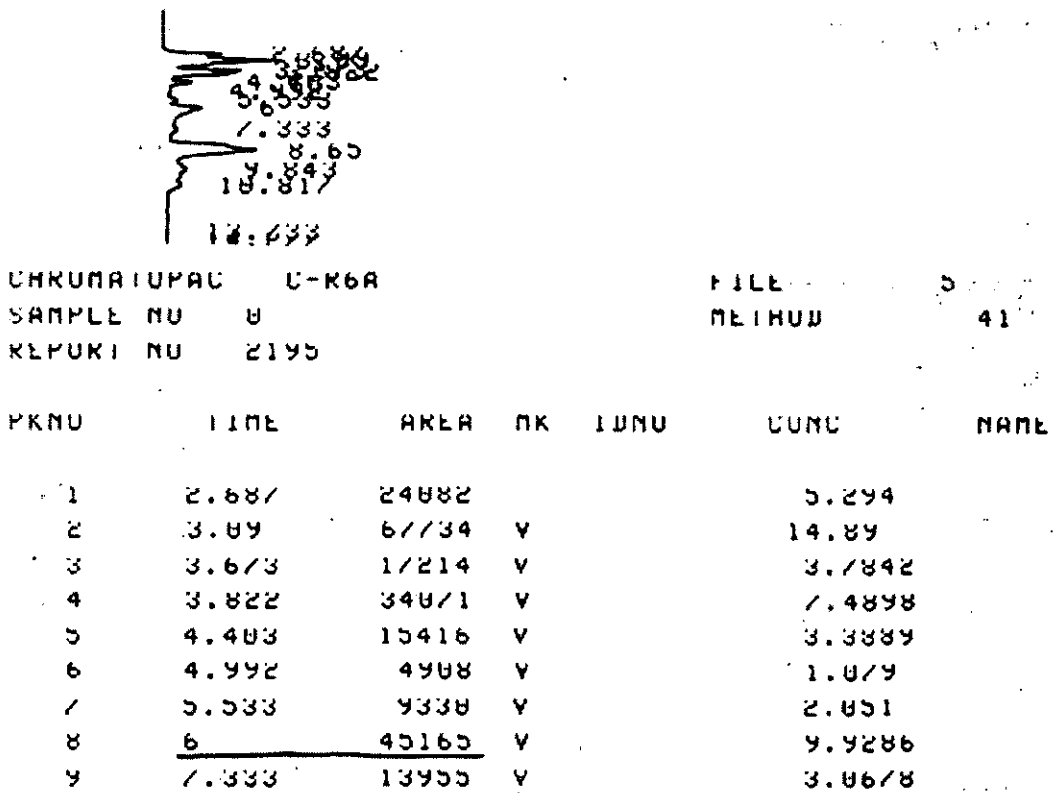 5.533
6
7.333
8.65
9.843
10.817
CHROMATOPAC C-R6A FILE 5
SAMPLE NO 0 METHOD 41
REPORT NO 2195
PKNO TIME AREA MK IDNO CONC NAME
1 2.687 24082 5.294
2 3.09 67734 V 14.89
3 3.673 17214 V 3.7842
4 3.822 34071 V 7.4898
5 4.403 15416 V 3.3889
6 4.992 4908 V 1.079
7 5.533 9330 V 2.051
8 6 45165 V 9.9286
9 7.333 13955 V 3.0678